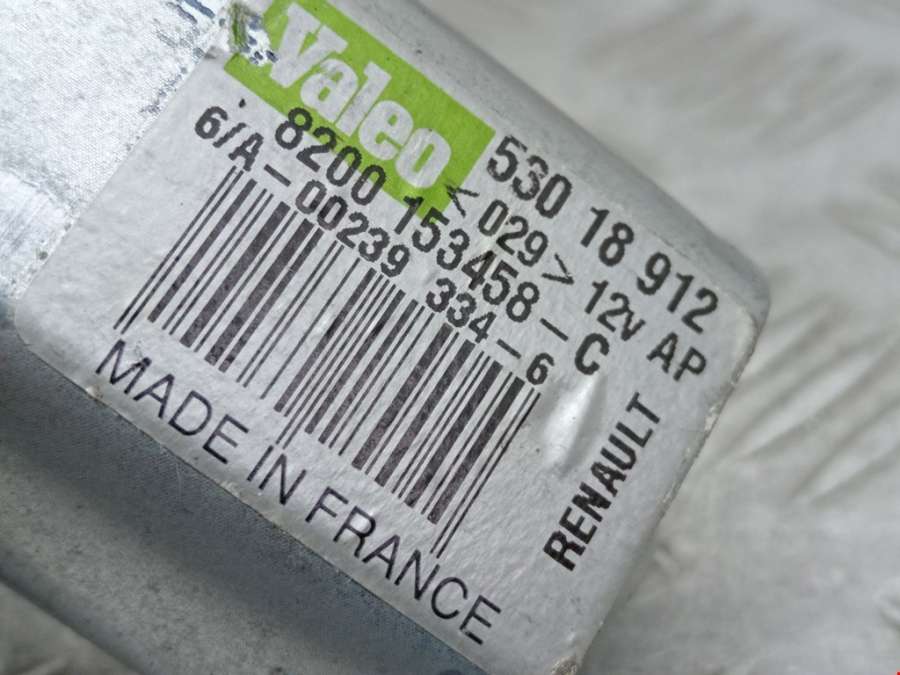 Valeo
530 18 912
<029> 12v AP
8200 153458-C
6/A-00239 334-6
RENAULT
MADE IN FRANCE